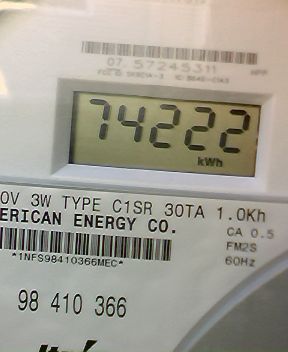 07. 57245311
74222
kWh
0V 3W TYPE C1SR 30TA 1.0Kh
ERICAN ENERGY CO.
CA 0.5
FM2S
60Hz
*1NFS98410366MEC*
98 410 366